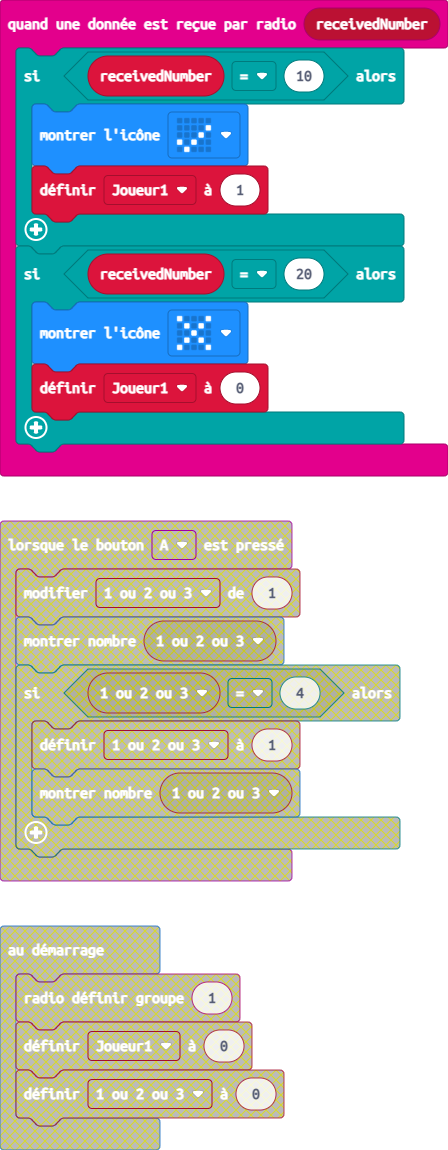 quand une donnée est reçue par radio receivedNumber
si receivedNumber = 10 alors
montrer l'icône
définir Joueur1 à 1
si receivedNumber = 20 alors
montrer l'icône
définir Joueur1 à 0
lorsque le bouton A est pressé
modifier 1 ou 2 ou 3 de 1
montrer nombre 1 ou 2 ou 3
si 1 ou 2 ou 3 = 4 alors
définir 1 ou 2 ou 3 à 1
montrer nombre 1 ou 2 ou 3
au démarrage
radio définir groupe 1
définir Joueur1 à 0
définir 1 ou 2 ou 3 à 0